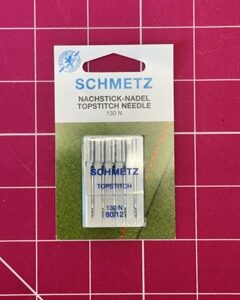 SCHMETZ
NACHSTICK-NADEL
TOPSTITCH NEEDLE
130 N
SCHMETZ
TOPSTITCH
130 N
80/12